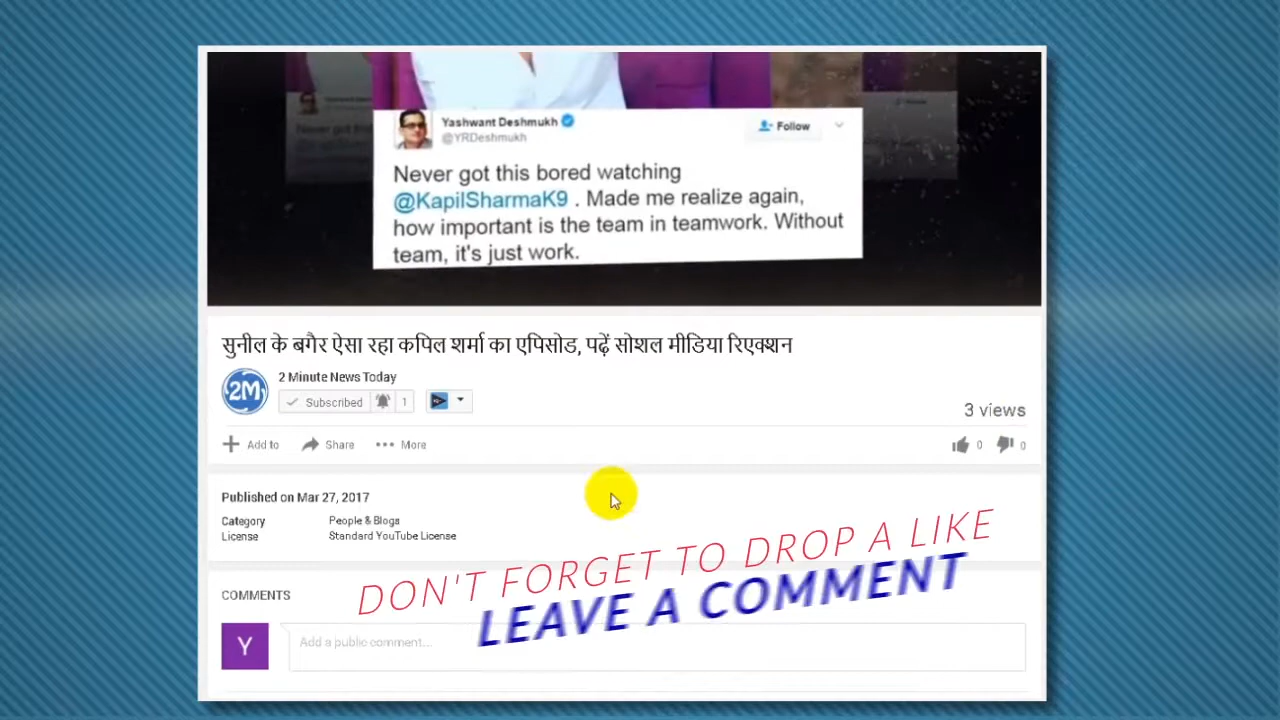 Yashwant Deshmukh
@YRDeshmukh
Follow
Never got this bored watching
@KapilSharmaK9 . Made me realize again,
how important is the team in teamwork. Without
team, it's just work.
सुनील के बगैर ऐसा रहा कपिल शर्मा का एपिसोड, पढ़ें सोशल मीडिया रिएक्शन
2M
2 Minute News Today
Subscribed 1
3 views
Add to Share More
0 0
Published on Mar 27, 2017
Category People & Blogs
License Standard YouTube License
DON'T FORGET TO DROP A LIKE
LEAVE A COMMENT
COMMENTS
Y
Add a public comment...